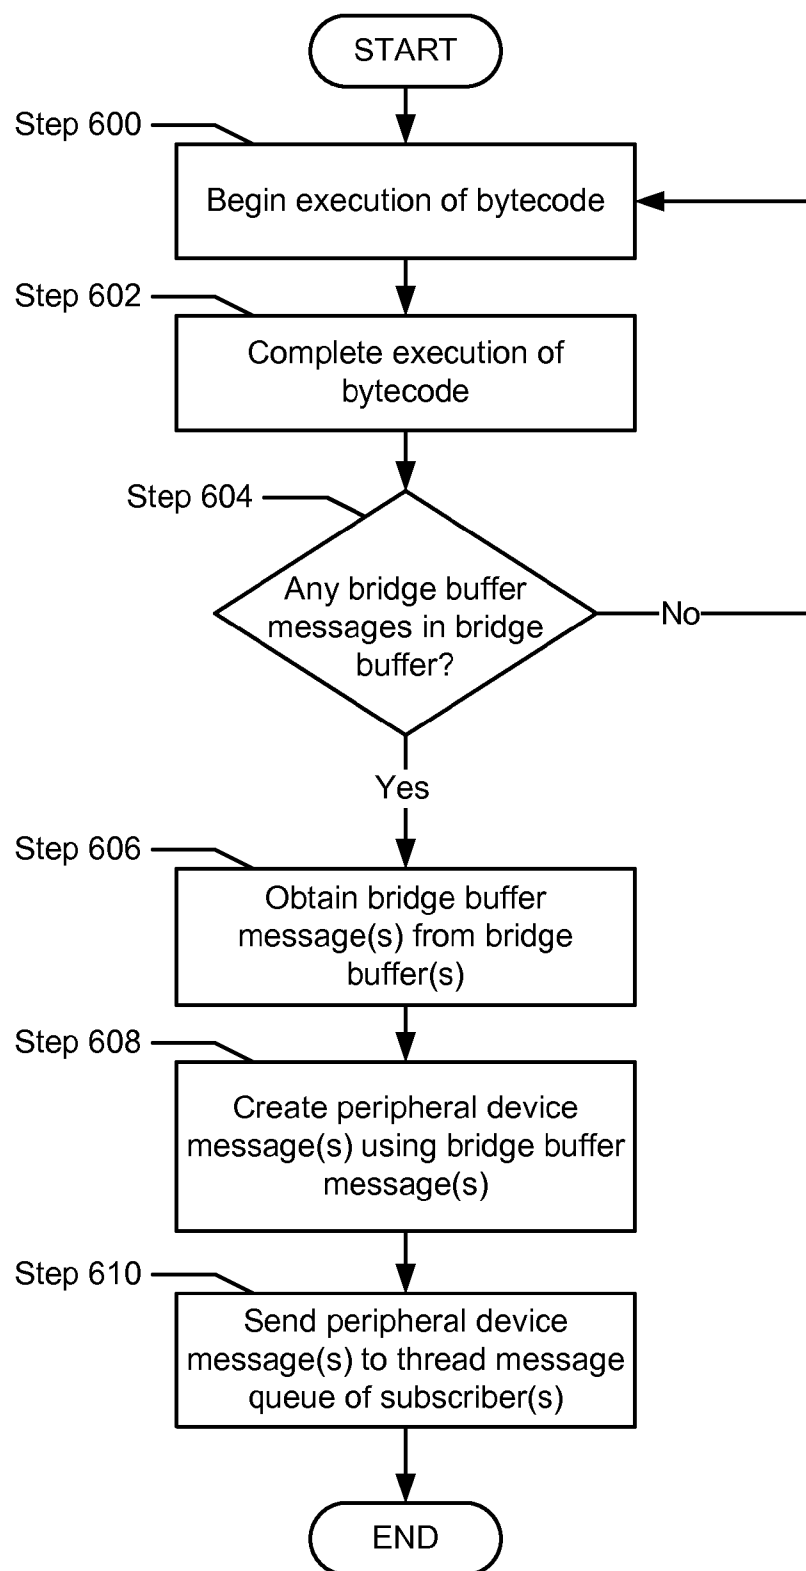 START
Step 600
Begin execution of bytecode
Step 602
Complete execution of
bytecode
Step 604
Any bridge buffer
messages in bridge
buffer?
No
Yes
Step 606
Obtain bridge buffer
message(s) from bridge
buffer(s)
Step 608
Create peripheral device
message(s) using bridge buffer
message(s)
Step 610
Send peripheral device
message(s) to thread message
queue of subscriber(s)
END